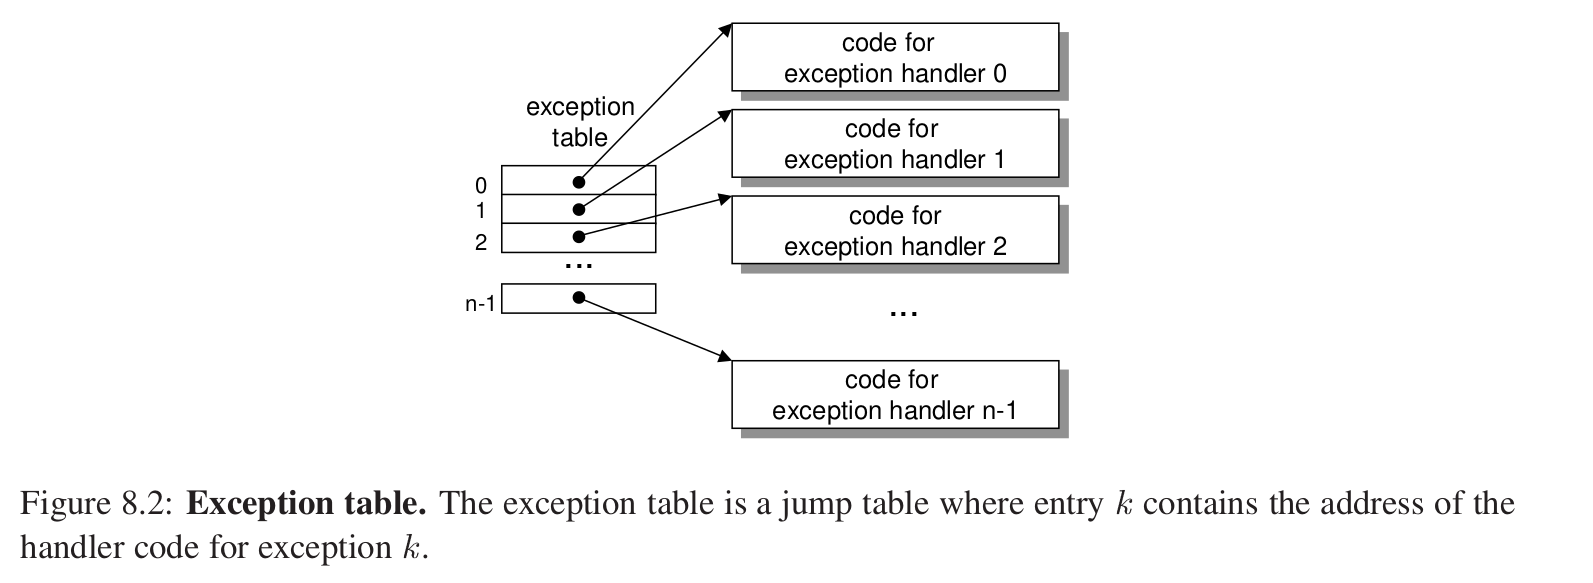 exception
table
0
1
2
...
n-1
code for
exception handler 0
code for
exception handler 1
code for
exception handler 2
...
code for
exception handler n-1
Figure 8.2: Exception table. The exception table is a jump table where entry k contains the address of the
handler code for exception k.